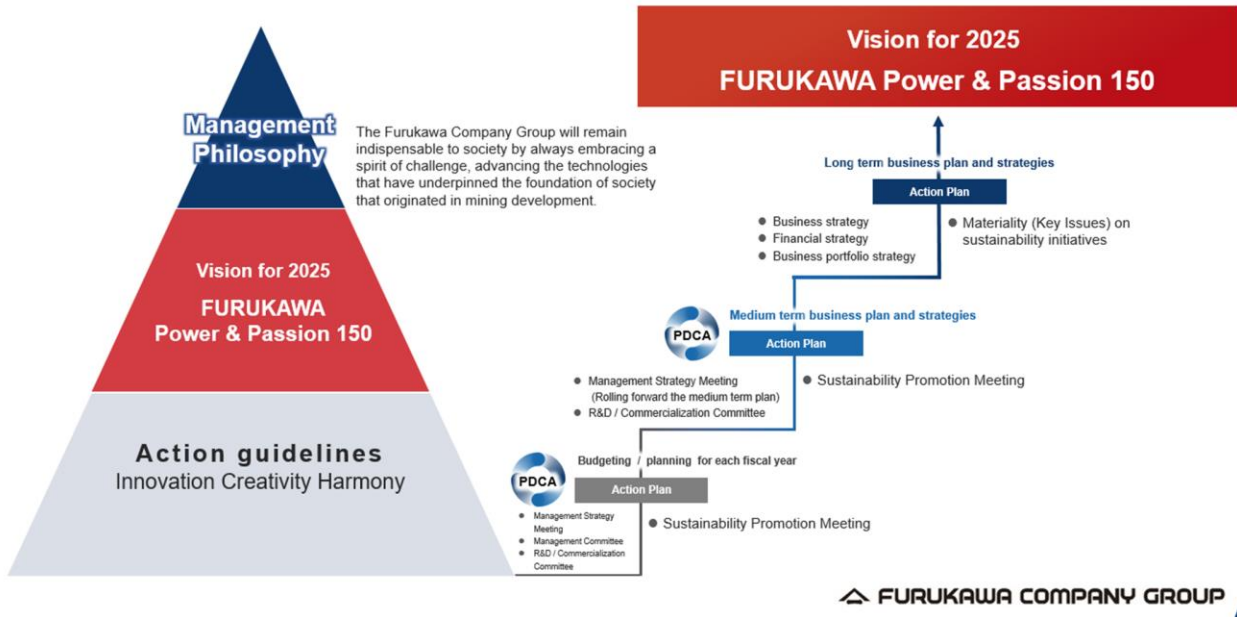 Management
Philosophy
The Furukawa Company Group will remain
indispensable to society by always embracing a
spirit of challenge, advancing the technologies
that have underpinned the foundation of society
that originated in mining development.
Vision for 2025
FURUKAWA
Power & Passion 150
Action guidelines
Innovation Creativity Harmony
Vision for 2025
FURUKAWA Power & Passion 150
Long term business plan and strategies
Action Plan
● Business strategy
● Financial strategy
● Business portfolio strategy
● Materiality (Key Issues) on
sustainability initiatives
PDCA
Medium term business plan and strategies
Action Plan
● Management Strategy Meeting
(Rolling forward the medium term plan)
● R&D / Commercialization Committee
● Sustainability Promotion Meeting
PDCA
Budgeting / planning for each fiscal year
Action Plan
● Management Strategy
Meeting
● Management Committee
● R&D / Commercialization
Committee
● Sustainability Promotion Meeting
FURUKAWA COMPANY GROUP